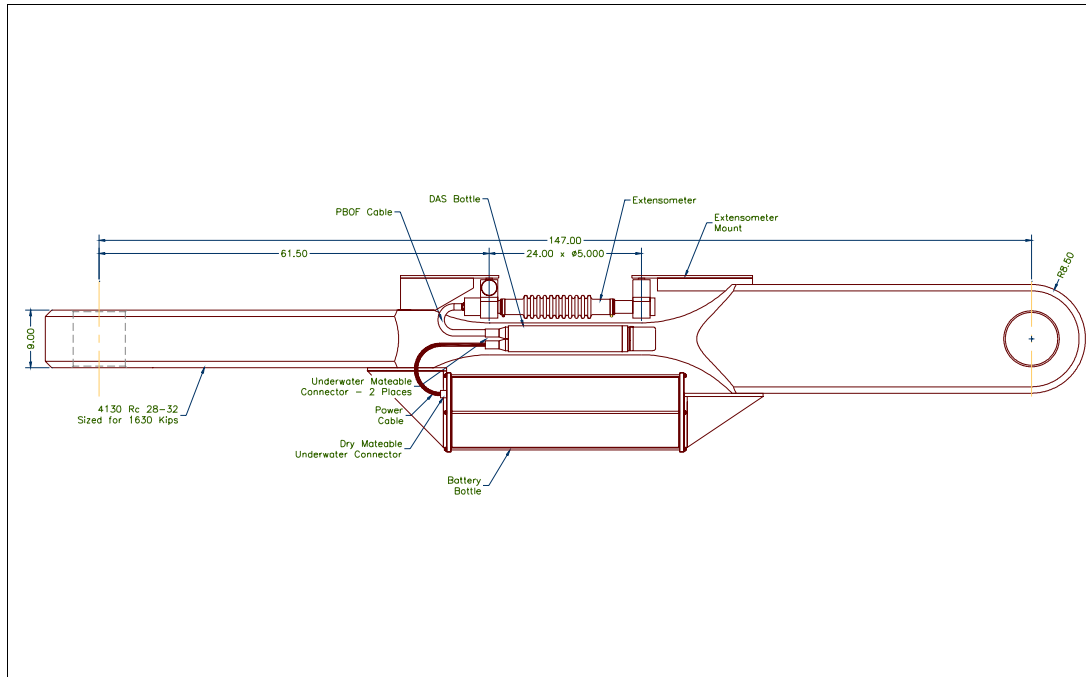 DAS Bottle
PBOF Cable
Extensometer
Extensometer
Mount
147.00
61.50
24.00 x ø5.000
R8.50
9.00
Underwater Mateable
Connector – 2 Places
4130 Rc 28-32
Sized for 1630 Kips
Power
Cable
Dry Mateable
Underwater Connector
Battery
Bottle